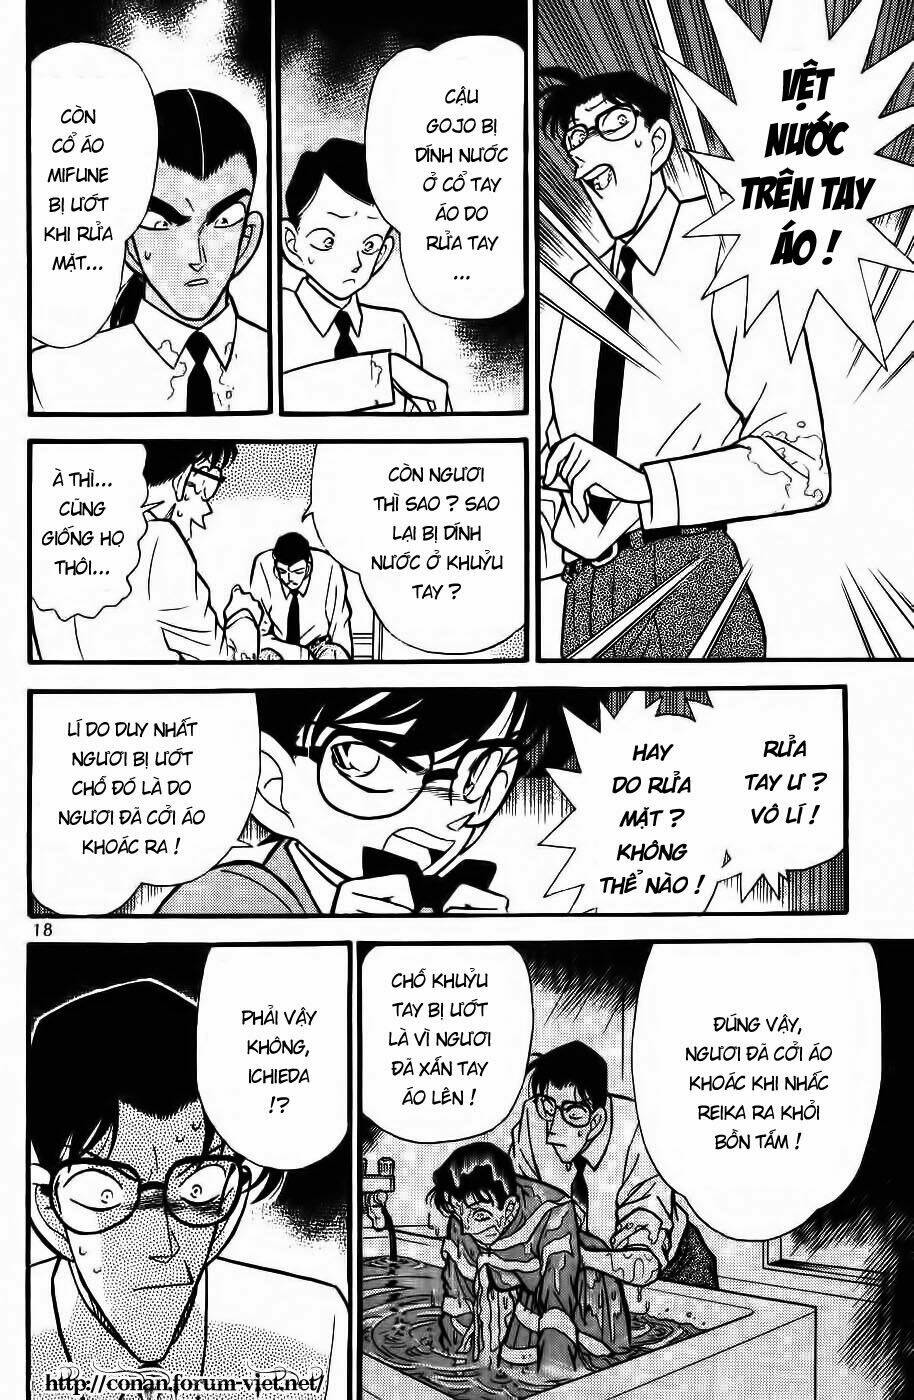 VỆT
NƯỚC
TRÊN TAY
ÁO !
CẬU
GOJO BỊ
DÍNH NƯỚC
Ở CỔ TAY
ÁO DO
RỬA TAY
...
CÒN
CỔ ÁO
MIFUNE
BỊ ƯỚT
KHI RỬA
MẶT...
CÒN NGƯƠI
THÌ SAO ? SAO
LẠI BỊ DÍNH
NƯỚC Ở KHUỶU
TAY ?
À THÌ...
CŨNG
GIỐNG HỌ
THÔI...
RỬA
TAY Ư ?
VÔ LÍ !
HAY
DO RỬA
MẶT ?
KHÔNG
THỂ NÀO !
LÍ DO DUY NHẤT
NGƯƠI BỊ ƯỚT
CHỖ ĐÓ LÀ DO
NGƯƠI ĐÃ CỞI ÁO
KHOÁC RA !
18
ĐÚNG VẬY,
NGƯƠI ĐÃ CỞI ÁO
KHOÁC KHI NHẤC
REIKA RA KHỎI
BỒN TẮM !
CHỖ KHUỶU
TAY BỊ ƯỚT
LÀ VÌ NGƯƠI
ĐÃ XẮN TAY
ÁO LÊN !
PHẢI VẬY
KHÔNG,
ICHIEDA
!?
http://conan.forum-viet.net/